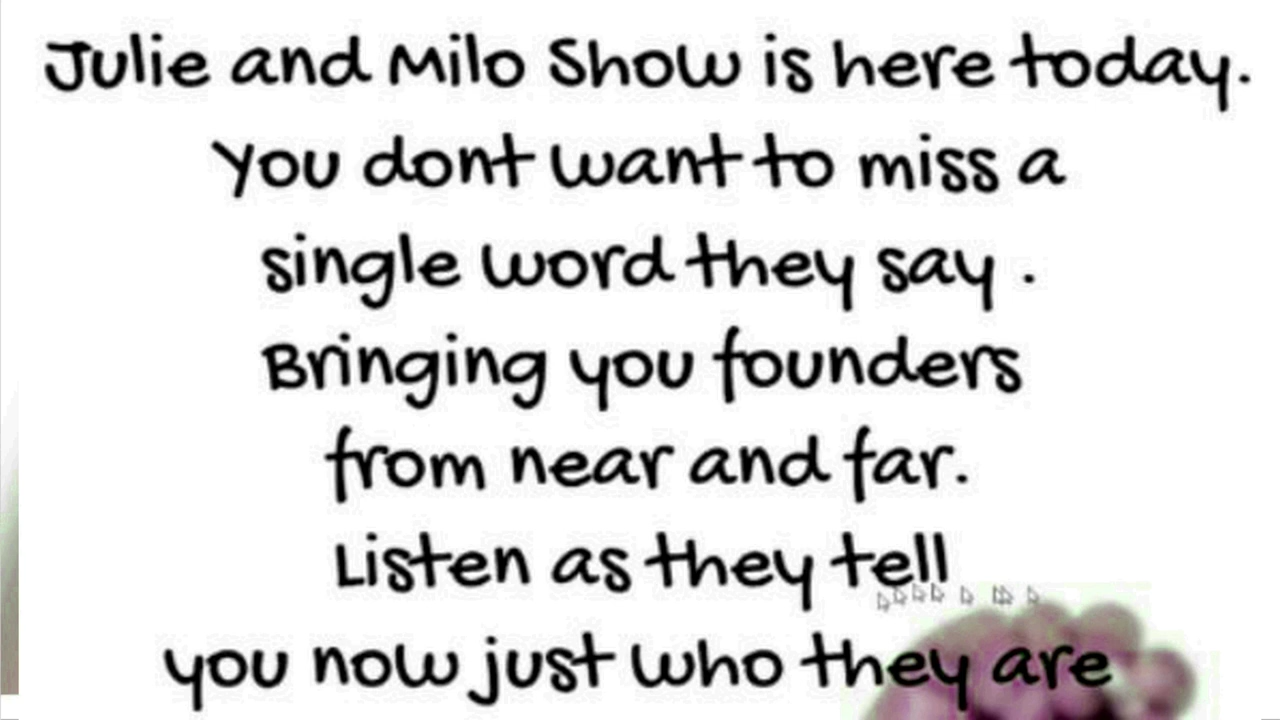 Julie and Milo Show is here today.
You dont want to miss a
single word they say .
Bringing you founders
from near and far.
Listen as they tell
you now just who they are